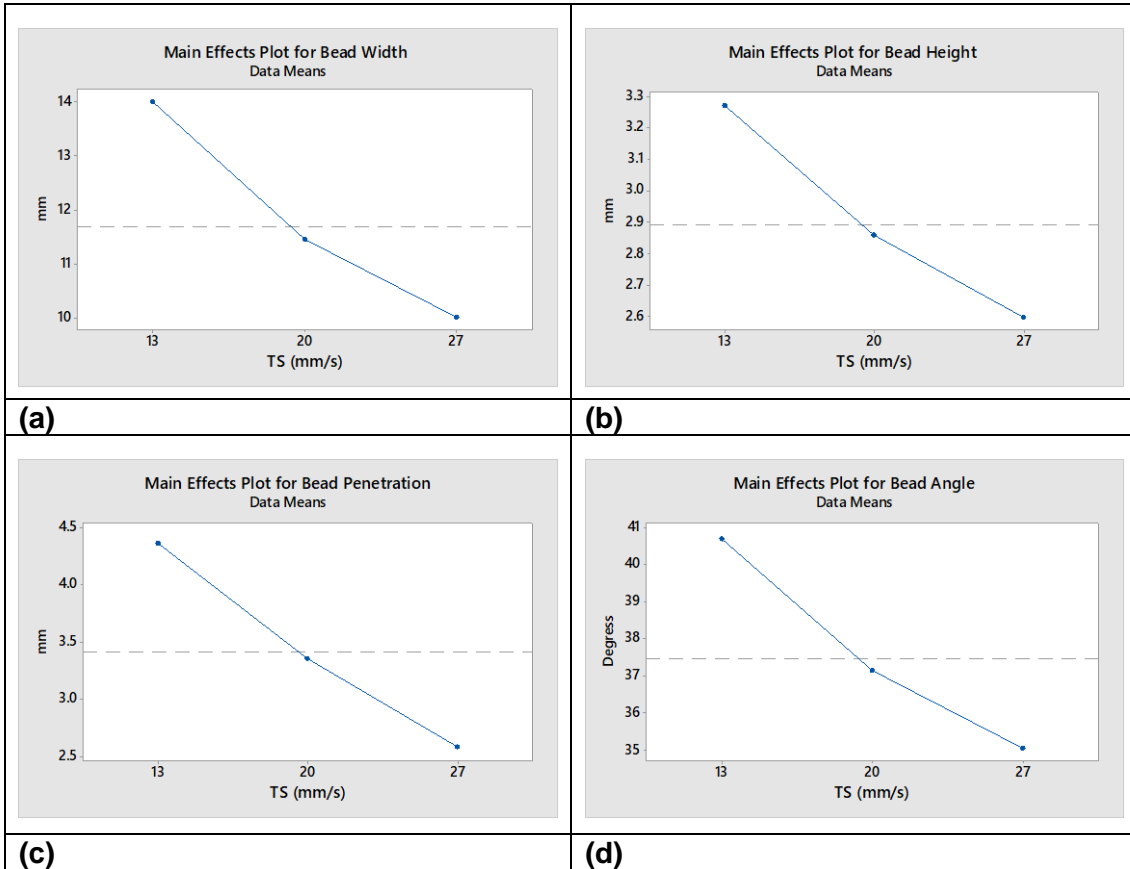 Main Effects Plot for Bead Width
Data Means
14
13
12
11
10
mm
13 20 27
TS (mm/s)
(a)
Main Effects Plot for Bead Height
Data Means
3.3
3.2
3.1
3.0
2.9
2.8
2.7
2.6
mm
13 20 27
TS (mm/s)
(b)
Main Effects Plot for Bead Penetration
Data Means
4.5
4.0
3.5
3.0
2.5
mm
13 20 27
TS (mm/s)
(c)
Main Effects Plot for Bead Angle
Data Means
41
40
39
38
37
36
35
Degress
13 20 27
TS (mm/s)
(d)